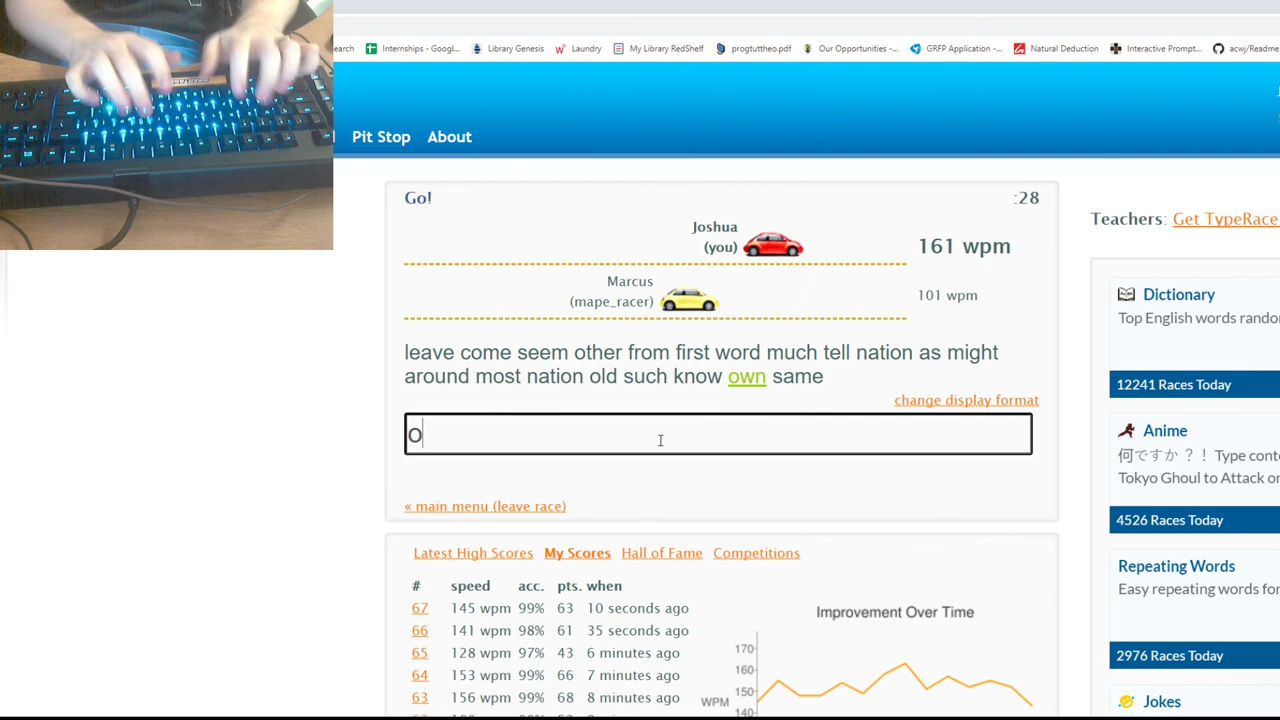 earch Internships - Googl... Library Genesis Laundry My Library RedShelf progtuttheo.pdf Our Opportunities -... GRFP Application -... Natural Deduction Interactive Prompt... acwj/Readme
Pit Stop About
Go! :28
Joshua
(you) 161 wpm
Marcus
(mape_racer) 101 wpm
leave come seem other from first word much tell nation as might
around most nation old such know own same
change display format
O
« main menu (leave race)
Latest High Scores My Scores Hall of Fame Competitions
# speed acc. pts. when
67 145 wpm 99% 63 10 seconds ago
66 141 wpm 98% 61 35 seconds ago
65 128 wpm 97% 43 6 minutes ago
64 153 wpm 99% 66 7 minutes ago
63 156 wpm 99% 68 8 minutes ago
Improvement Over Time
170
160
150
140
WPM
Teachers: Get TypeRace
Dictionary
Top English words rando
12241 Races Today
Anime
何ですか？！ Type conte
Tokyo Ghoul to Attack on
4526 Races Today
Repeating Words
Easy repeating words for
2976 Races Today
Jokes